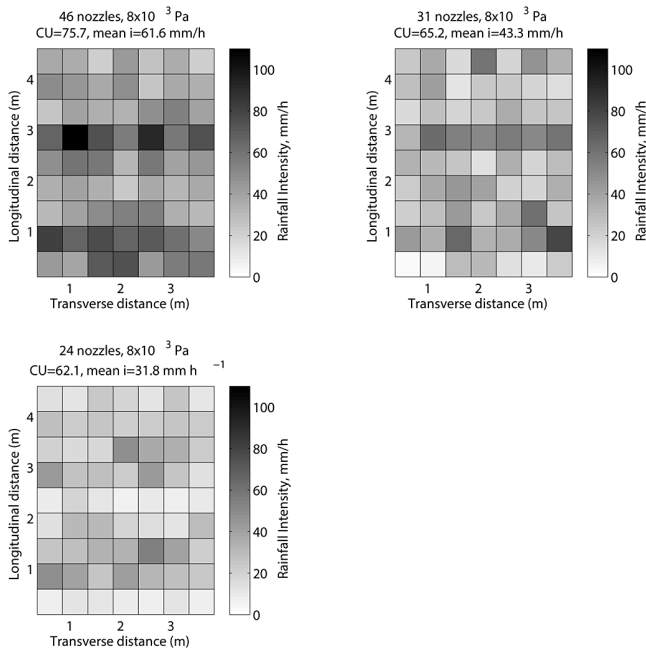 46 nozzles, 8x10 3 Pa
CU=75.7, mean i=61.6 mm/h
Longitudinal distance (m)
4
3
2
1
1 2 3
Transverse distance (m)
100
80
60
40
20
0
Rainfall Intensity, mm/h
31 nozzles, 8x10 3 Pa
CU=65.2, mean i=43.3 mm/h
Longitudinal distance (m)
4
3
2
1
1 2 3
Transverse distance (m)
100
80
60
40
20
0
Rainfall Intensity, mm/h
24 nozzles, 8x10 3 Pa
CU=62.1, mean i=31.8 mm h −1
Longitudinal distance (m)
4
3
2
1
1 2 3
Transverse distance (m)
100
80
60
40
20
0
Rainfall Intensity, mm/h